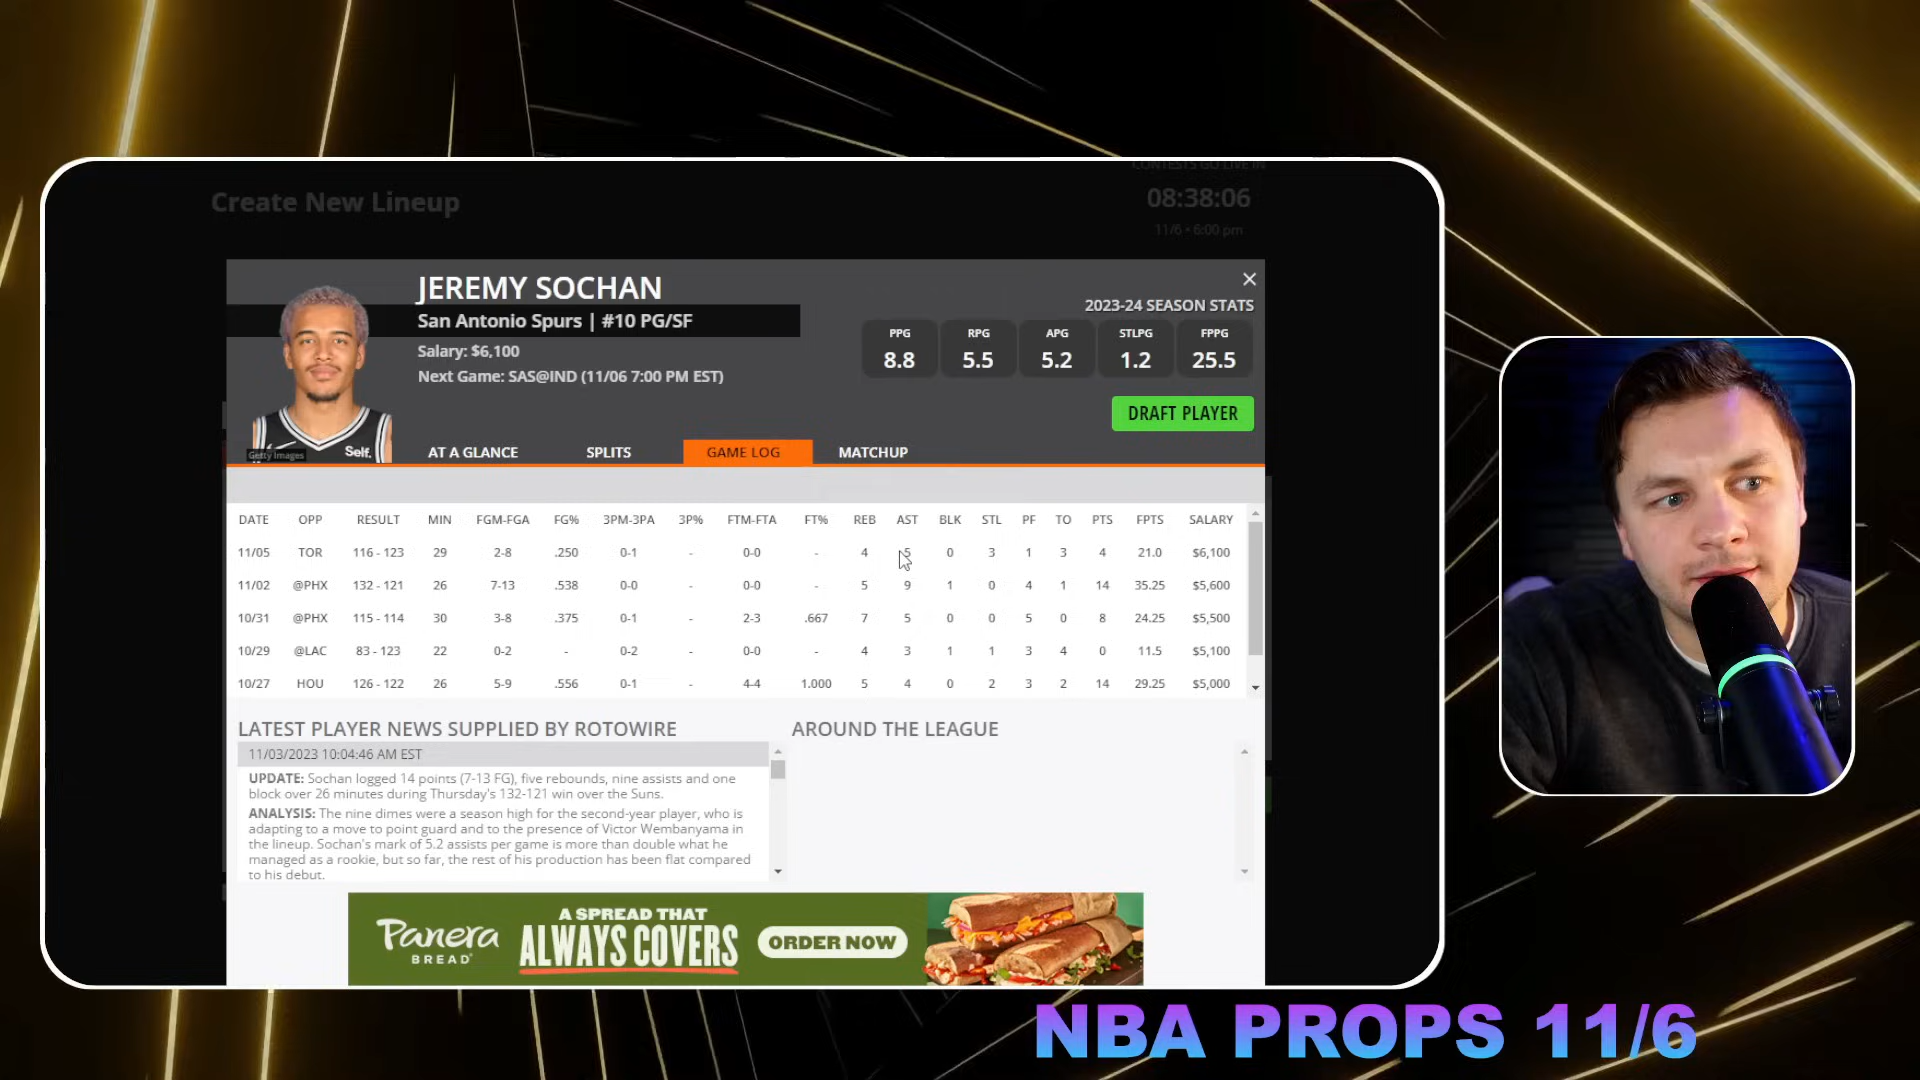 CONTESTS GO LIVE IN
Create New Lineup
08:38:06
11/6 • 6:00 pm
JEREMY SOCHAN
San Antonio Spurs | #10 PG/SF
Salary: $6,100
Next Game: SAS@IND (11/06 7:00 PM EST)
2023-24 SEASON STATS
PPG RPG APG STLPG FPPG
8.8 5.5 5.2 1.2 25.5
DRAFT PLAYER
Getty Images
Self.
AT A GLANCE SPLITS GAME LOG MATCHUP
DATE OPP RESULT MIN FGM-FGA FG% 3PM-3PA 3P% FTM-FTA FT% REB AST BLK STL PF TO PTS FPTS SALARY
11/05 TOR 116 - 123 29 2-8 .250 0-1 - 0-0 - 4 5 0 3 1 3 4 21.0 $6,100
11/02 @PHX 132 - 121 26 7-13 .538 0-0 - 0-0 - 5 9 1 0 4 1 14 35.25 $5,600
10/31 @PHX 115 - 114 30 3-8 .375 0-1 - 2-3 .667 7 5 0 0 5 0 8 24.25 $5,500
10/29 @LAC 83 - 123 22 0-2 - 0-2 - 0-0 - 4 3 1 1 3 4 0 11.5 $5,100
10/27 HOU 126 - 122 26 5-9 .556 0-1 - 4-4 1.000 5 4 0 2 3 2 14 29.25 $5,000
LATEST PLAYER NEWS SUPPLIED BY ROTOWIRE
11/03/2023 10:04:46 AM EST
UPDATE: Sochan logged 14 points (7-13 FG), five rebounds, nine assists and one
block over 26 minutes during Thursday's 132-121 win over the Suns.
ANALYSIS: The nine dimes were a season high for the second-year player, who is
adapting to a move to point guard and to the presence of Victor Wembanyama in
the lineup. Sochan's mark of 5.2 assists per game is more than double what he
managed as a rookie, but so far, the rest of his production has been flat compared
to his debut.
AROUND THE LEAGUE
Panera
BREAD
A SPREAD THAT
ALWAYS COVERS
ORDER NOW
NBA PROPS 11/6